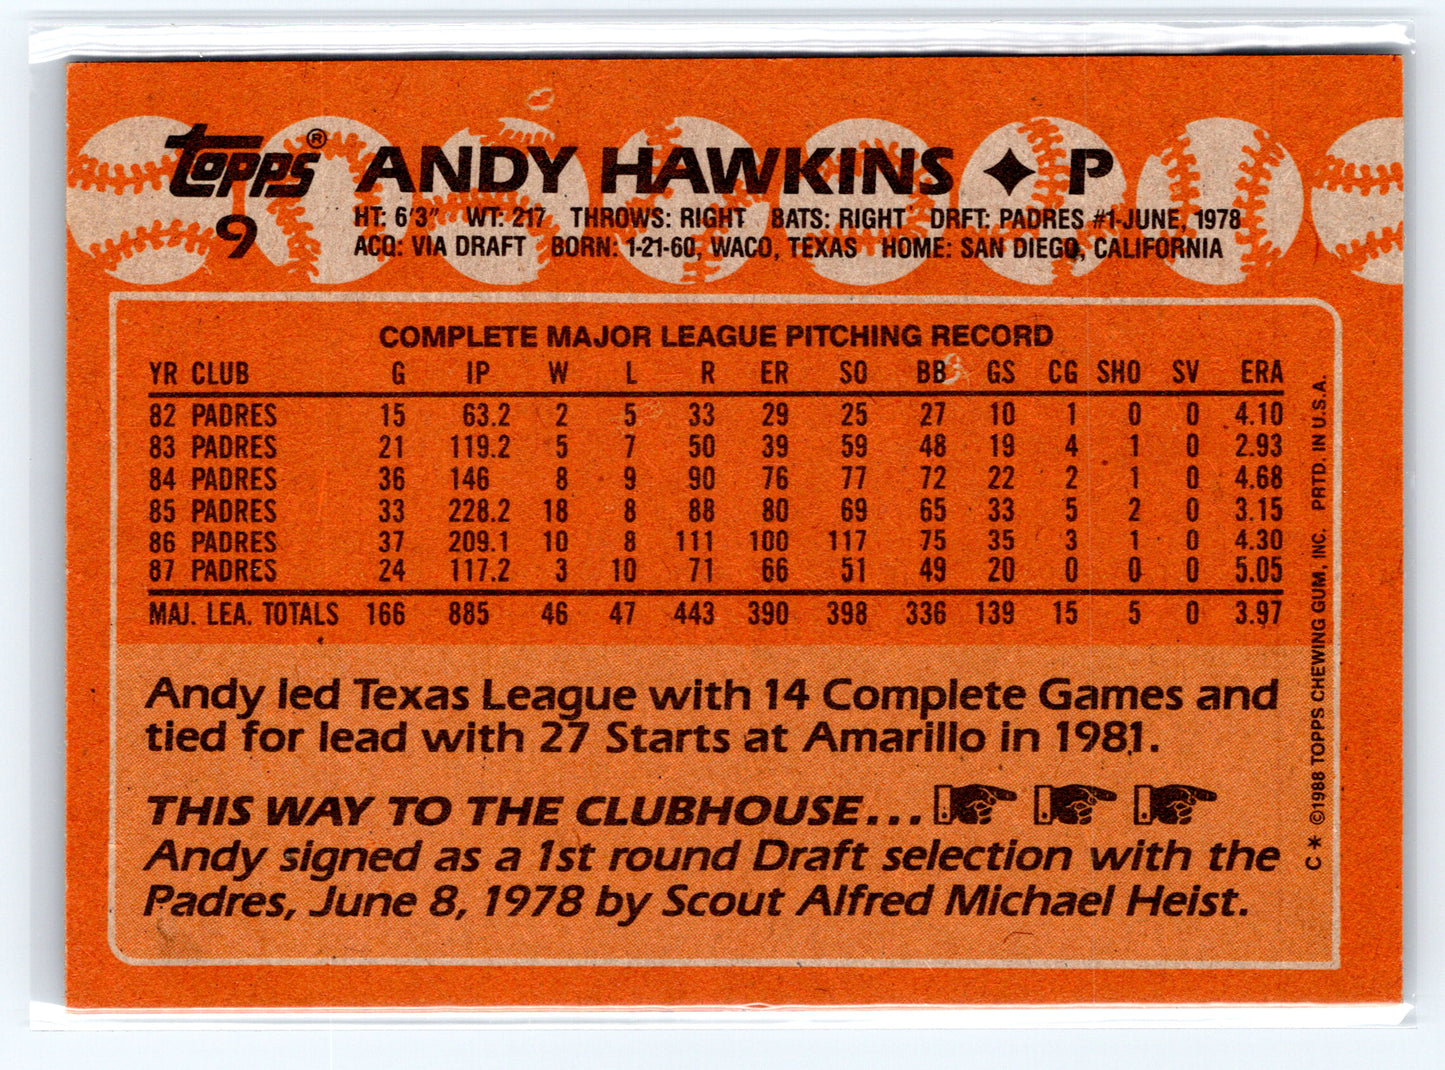 topps® ANDY HAWKINS ✦ P
9
HT: 6'3" WT: 217 THROWS: RIGHT BATS: RIGHT DRFT: PADRES #1-JUNE, 1978
ACQ: VIA DRAFT BORN: 1-21-60, WACO, TEXAS HOME: SAN DIEGO, CALIFORNIA
COMPLETE MAJOR LEAGUE PITCHING RECORD
YR CLUB G IP W L R ER SO BB GS CG SHO SV ERA
82 PADRES 15 63.2 2 5 33 29 25 27 10 1 0 0 4.10
83 PADRES 21 119.2 5 7 50 39 59 48 19 4 1 0 2.93
84 PADRES 36 146 8 9 90 76 77 72 22 2 1 0 4.68
85 PADRES 33 228.2 18 8 88 80 69 65 33 5 2 0 3.15
86 PADRES 37 209.1 10 8 111 100 117 75 35 3 1 0 4.30
87 PADRES 24 117.2 3 10 71 66 51 49 20 0 0 0 5.05
MAJ. LEA. TOTALS 166 885 46 47 443 390 398 336 139 15 5 0 3.97
Andy led Texas League with 14 Complete Games and
tied for lead with 27 Starts at Amarillo in 1981.
THIS WAY TO THE CLUBHOUSE...
Andy signed as a 1st round Draft selection with the
Padres, June 8, 1978 by Scout Alfred Michael Heist.
C * ©1988 TOPPS CHEWING GUM, INC. PRTD. IN U.S.A.